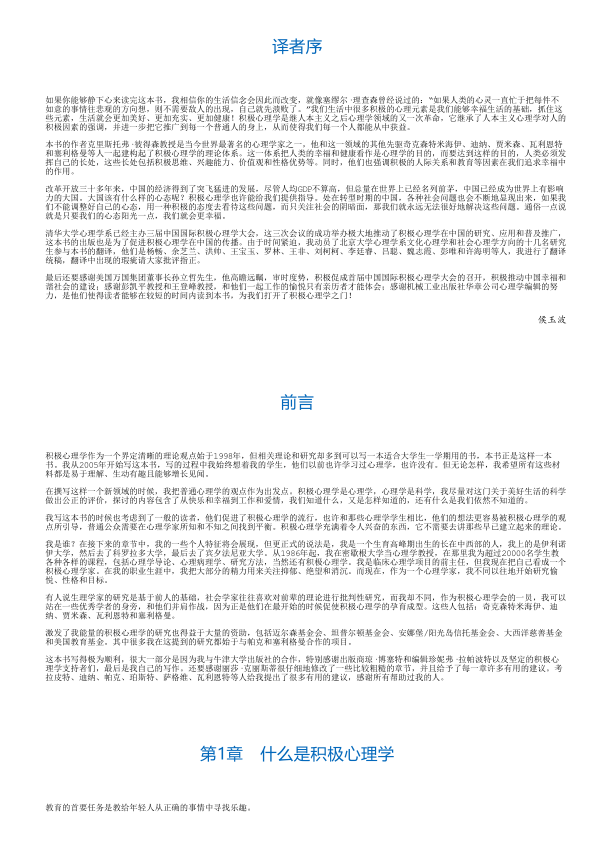 译者序
如果你能够静下心来读完这本书，我相信你的生活信念会因此而改变，就像塞缪尔·理查森曾经说过的：“如果人类的心灵一直忙于把每件不
如意的事情往悲观的方向想，则不需要敌人的出现，自己就先溃败了。”我们生活中很多积极的心理元素是我们能够幸福生活的基础，抓住这
些元素，生活就会更加美好、更加充实、更加健康！积极心理学是继人本主义之后心理学领域的又一次革命，它继承了人本主义心理学对人的
积极因素的强调，并进一步把它推广到每一个普通人的身上，从而使得我们每一个人都能从中获益。
本书的作者克里斯托弗·彼得森教授是当今世界最著名的心理学家之一，他和这一领域的其他先驱奇克森特米海伊、迪纳、贾米森、瓦利恩特
和塞利格曼等人一起建构起了积极心理学的理论体系。这一体系把人类的幸福和健康看作是心理学的目的，而要达到这样的目的，人类必须发
挥自己的长处，这些长处包括积极思维、兴趣能力、价值观和性格优势等。同时，他们也强调积极的人际关系和教育等因素在我们追求幸福中
的作用。
改革开放三十多年来，中国的经济得到了突飞猛进的发展，尽管人均GDP不算高，但总量在世界上已经名列前茅，中国已经成为世界上有影响
力的大国。大国该有什么样的心态呢？积极心理学也许能给我们提供指导。处在转型时期的中国，各种社会问题也会不断地显现出来，如果我
们不能调整好自己的心态，用一种积极的态度去看待这些问题，而只关注社会的阴暗面，那我们就永远无法很好地解决这些问题。通俗一点说
就是只要我们的心态阳光一点，我们就会更幸福。
清华大学心理学系已经主办三届中国国际积极心理学大会，这三次会议的成功举办极大地推动了积极心理学在中国的研究、应用和普及推广，
这本书的出版也是为了促进积极心理学在中国的传播。由于时间紧迫，我动员了北京大学心理学系文化心理学和社会心理学方向的十几名研究
生参与本书的翻译，他们是杨畅、余芝兰、洪帅、王宝玉、罗林、王非、刘柯柯、李廷睿、吕聪、魏志霞、彭唯和许海明等人，我进行了翻译
统稿，翻译中出现的瑕疵请大家批评指正。
最后还要感谢美国万国集团董事长孙立哲先生，他高瞻远瞩，审时度势，积极促成首届中国国际积极心理学大会的召开，积极推动中国幸福和
谐社会的建设；感谢彭凯平教授和王登峰教授，和他们一起工作的愉悦只有亲历者才能体会；感谢机械工业出版社华章公司心理学编辑的努
力，是他们使得读者能够在较短的时间内读到本书，为我们打开了积极心理学之门！
侯玉波
前言
积极心理学作为一个界定清晰的理论观点始于1998年，但相关理论和研究却多到可以写一本适合大学生一学期用的书，本书正是这样一本
书。我从2005年开始写这本书，写的过程中我始终想着我的学生，他们以前也许学习过心理学，也许没有。但无论怎样，我希望所有这些材
料都是易于理解、生动有趣且能够增长见闻。
在撰写这样一个新领域的时候，我把普通心理学的观点作为出发点。积极心理学是心理学，心理学是科学，我尽量对这门关于美好生活的科学
做出公正的评价，探讨的内容包含了从快乐和幸福到工作和爱情，我们知道什么，又是怎样知道的，还有什么是我们依然不知道的。
我写这本书的时候也考虑到了一般的读者，他们促进了积极心理学的流行，也许和那些心理学学生相比，他们的想法更容易被积极心理学的观
点所引导，普通公众需要在心理学家所知和不知之间找到平衡。积极心理学充满着令人兴奋的东西，它不需要去讲那些早已建立起来的理论。
我是谁？在接下来的章节中，我的一些个人特征将会展现，但更正式的说法是，我是一个生育高峰期出生的长在中西部的人，我上的是伊利诺
伊大学，然后去了科罗拉多大学，最后去了宾夕法尼亚大学。从1986年起，我在密歇根大学当心理学教授，在那里我为超过20000名学生教
各种各样的课程，包括心理学导论、心理病理学、研究方法，当然还有积极心理学。我是临床心理学项目的前主任，但我现在把自己看成一个
积极心理学家。在我的职业生涯中，我把大部分的精力用来关注抑郁、绝望和消沉。而现在，作为一个心理学家，我不同以往地开始研究愉
悦、性格和目标。
有人说生理学家的研究是基于前人的基础，社会学家往往喜欢对前辈的理论进行批判性研究，而我却不同，作为积极心理学会的一员，我可以
站在一些优秀学者的身旁，和他们并肩作战，因为正是他们在最开始的时候促使积极心理学的孕育成型。这些人包括：奇克森特米海伊、迪
纳、贾米森、瓦利恩特和塞利格曼。
激发了我能量的积极心理学的研究也得益于大量的资助，包括迈尔森基金会、坦普尔顿基金会、安娜堡/阳光岛信托基金会、大西洋慈善基金
和美国教育基金。其中很多我在这提到的研究都始于与帕克和塞利格曼合作的项目。
这本书写得极为顺利，很大一部分是因为我与牛津大学出版社的合作，特别感谢出版商琼·博塞特和编辑珍妮弗·拉帕波特以及坚定的积极心
理学支持者们，最后是我自己的写作。还要感谢丽莎·克丽斯蒂很仔细地修改了一些比较粗糙的章节，并且给予了每一章许多有用的建议。考
拉皮特、迪纳、帕克、珀斯特、萨格维、瓦利恩特等人给我提出了很多有用的建议，感谢所有帮助过我的人。
第1章 什么是积极心理学
教育的首要任务是教给年轻人从正确的事情中寻找乐趣。